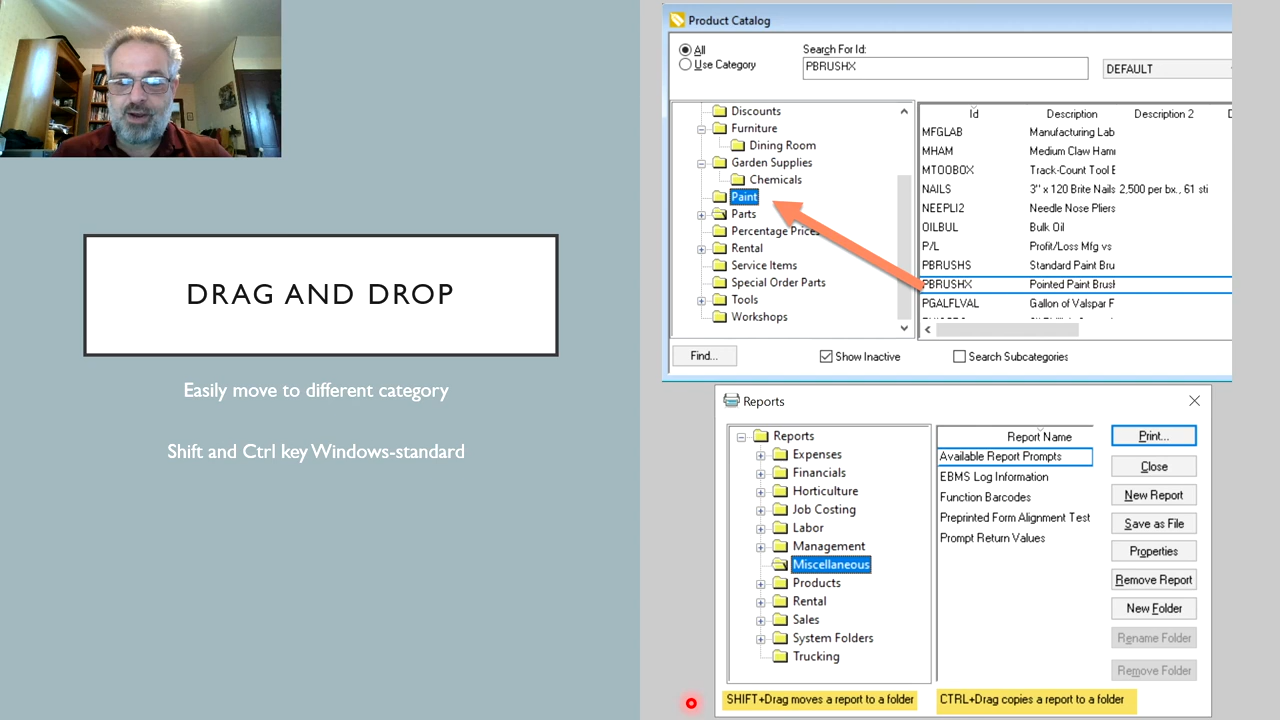 DRAG AND DROP
Easily move to different category
Shift and Ctrl key Windows-standard
Product Catalog
All
Use Category
Search For Id:
PBRUSHX
DEFAULT
Discounts
Furniture
Dining Room
Garden Supplies
Chemicals
Paint
Parts
Percentage Prices
Rental
Service Items
Special Order Parts
Tools
Workshops
Id Description Description 2
MFGLAB Manufacturing Lab
MHAM Medium Claw Ham
MTOOBOX Track-Count Tool
NAILS 3" x 120 Brite Nails 2,500 per bx., 61 sti
NEEPLI2 Needle Nose Pliers
OILBUL Bulk Oil
P/L Profit/Loss Mfg vs
PBRUSHS Standard Paint Bru
PBRUSHX Pointed Paint Brush
PGALFLVAL Gallon of Valspar F
Find...
Show Inactive
Search Subcategories
Reports
Reports
Expenses
Financials
Horticulture
Job Costing
Labor
Management
Miscellaneous
Products
Rental
Sales
System Folders
Trucking
Report Name
Available Report Prompts
EBMS Log Information
Function Barcodes
Preprinted Form Alignment Test
Prompt Return Values
Print...
Close
New Report
Save as File
Properties
Remove Report
New Folder
Rename Folder
Remove Folder
SHIFT+Drag moves a report to a folder
CTRL+Drag copies a report to a folder